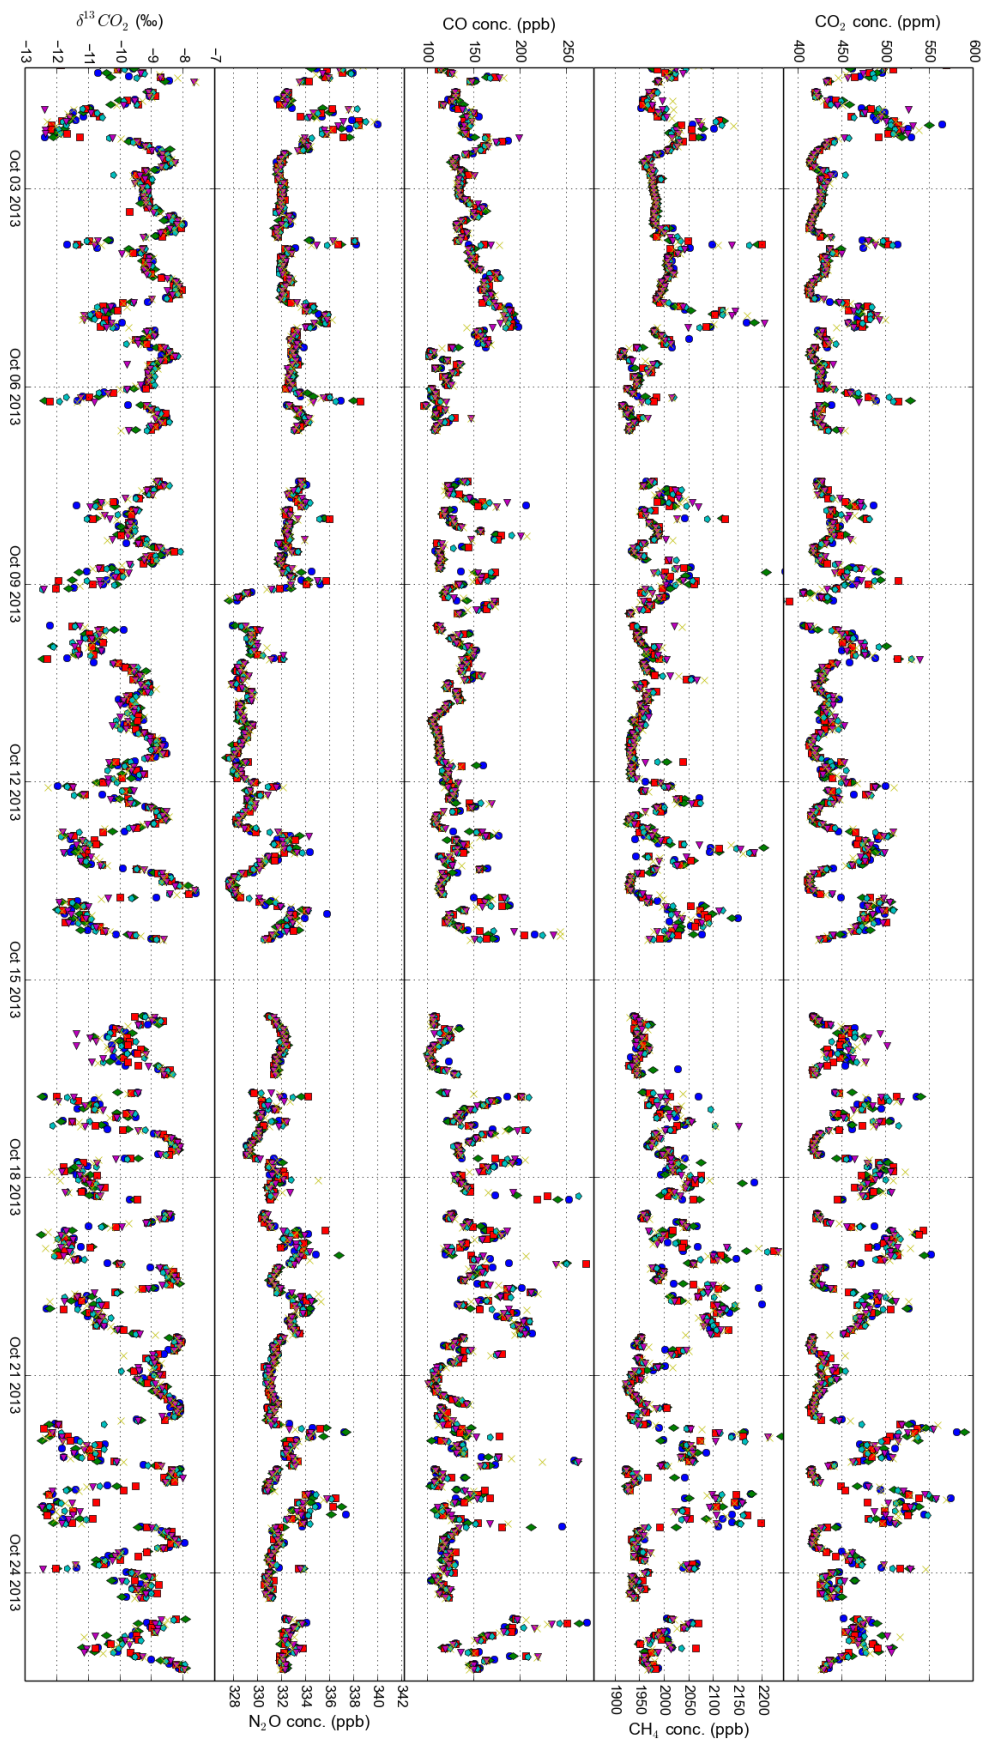 CO₂ conc. (ppm)
600
550
500
450
400
CH₄ conc. (ppb)
2200
2150
2100
2050
2000
1950
1900
CO conc. (ppb)
250
200
150
100
N₂O conc. (ppb)
342
340
338
336
334
332
330
328
δ¹³CO₂ (‰)
−7
−8
−9
−10
−11
−12
−13
Oct 03 2013
Oct 06 2013
Oct 09 2013
Oct 12 2013
Oct 15 2013
Oct 18 2013
Oct 21 2013
Oct 24 2013